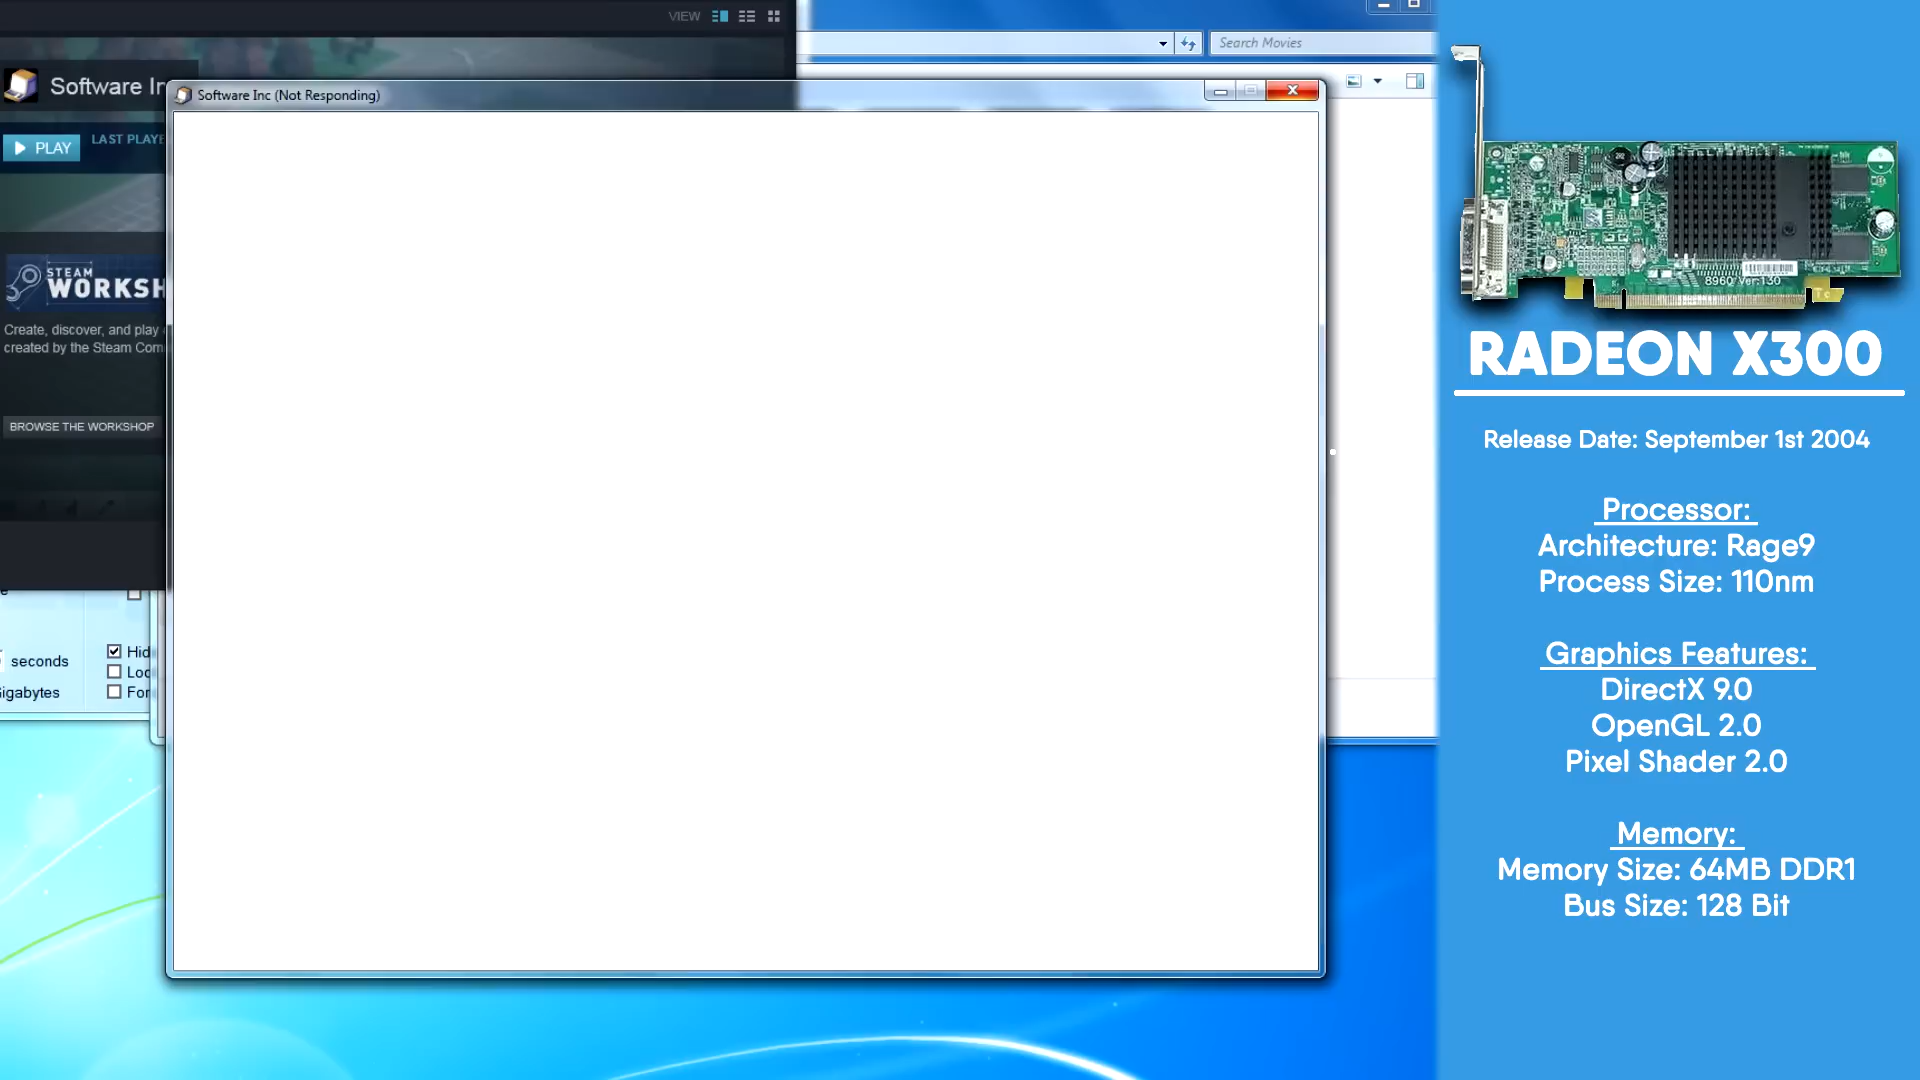 VIEW
Search Movies
Software In
Software Inc (Not Responding)
PLAY
LAST PLAYE
STEAM
WORKSH
Create, discover, and play
created by the Steam Com
BROWSE THE WORKSHOP
Hid
seconds
Loc
igabytes
For
8960 Ver:130
RADEON X300
Release Date: September 1st 2004
Processor:
Architecture: Rage9
Process Size: 110nm
Graphics Features:
DirectX 9.0
OpenGL 2.0
Pixel Shader 2.0
Memory:
Memory Size: 64MB DDR1
Bus Size: 128 Bit